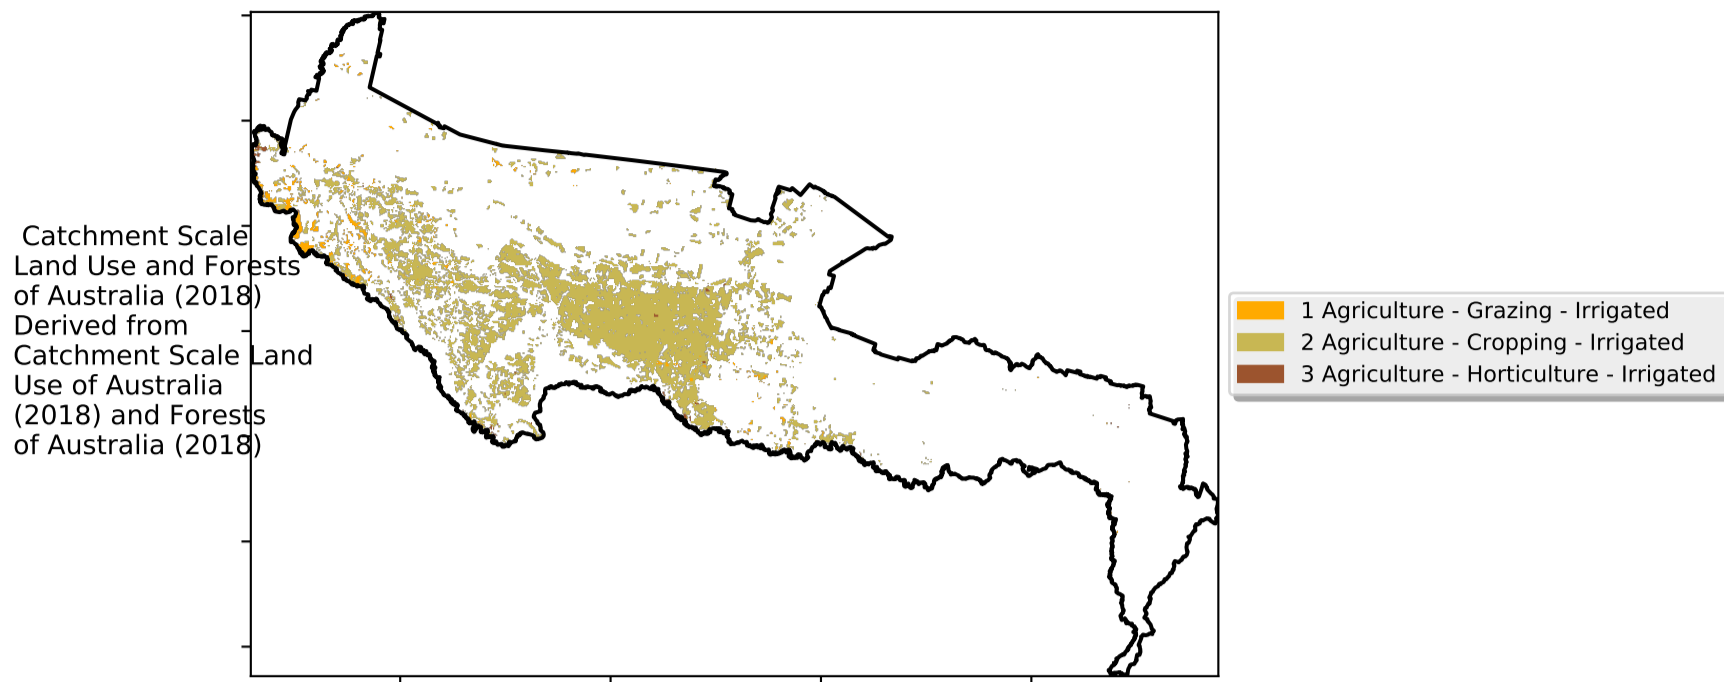 Catchment Scale
Land Use and Forests
of Australia (2018)
Derived from
Catchment Scale Land
Use of Australia
(2018) and Forests
of Australia (2018)
1 Agriculture - Grazing - Irrigated
2 Agriculture - Cropping - Irrigated
3 Agriculture - Horticulture - Irrigated